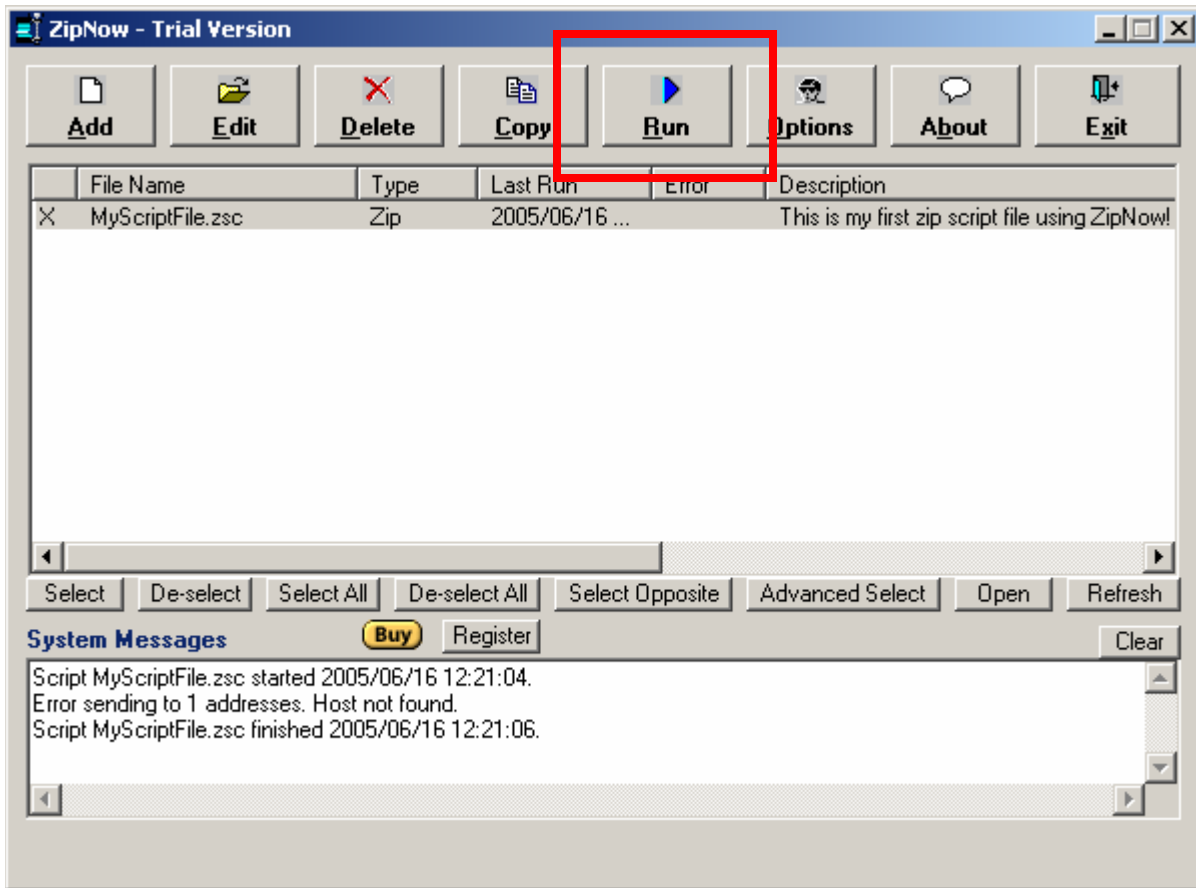 ZipNow - Trial Version
Add Edit Delete Copy Run Options About Exit
File Name Type Last Run Error Description
X MyScriptFile.zsc Zip 2005/06/16 ... This is my first zip script file using ZipNow!
Select De-select Select All De-select All Select Opposite Advanced Select Open Refresh
System Messages Buy Register Clear
Script MyScriptFile.zsc started 2005/06/16 12:21:04.
Error sending to 1 addresses. Host not found.
Script MyScriptFile.zsc finished 2005/06/16 12:21:06.